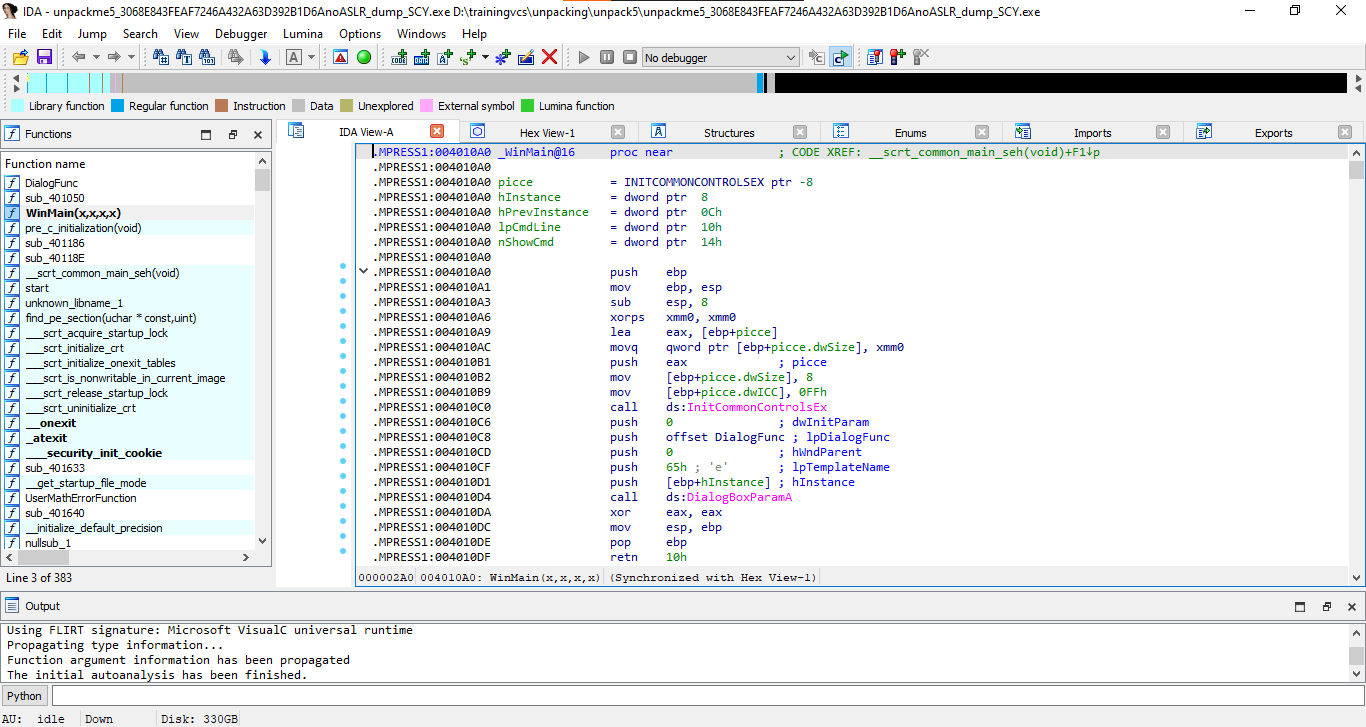 IDA - unpackme5_3068E843FEAF7246A432A63D392B1D6AnoASLR_dump_SCY.exe D:\trainingvcs\unpacking\unpack5\unpackme5_3068E843FEAF7246A432A63D392B1D6AnoASLR_dump_SCY.exe
File Edit Jump Search View Debugger Lumina Options Windows Help
No debugger
Library function Regular function Instruction Data Unexplored External symbol Lumina function
Functions
IDA View-A Hex View-1 Structures Enums Imports Exports
Function name
DialogFunc
sub_401050
WinMain(x,x,x,x)
pre_c_initialization(void)
sub_401186
sub_40118E
__scrt_common_main_seh(void)
start
unknown_libname_1
find_pe_section(uchar * const,uint)
___scrt_acquire_startup_lock
___scrt_initialize_crt
___scrt_initialize_onexit_tables
___scrt_is_nonwritable_in_current_image
___scrt_release_startup_lock
___scrt_uninitialize_crt
__onexit
_atexit
___security_init_cookie
sub_401633
__get_startup_file_mode
UserMathErrorFunction
sub_401640
__initialize_default_precision
nullsub_1
Line 3 of 383
.MPRESS1:004010A0 _WinMain@16 proc near ; CODE XREF: __scrt_common_main_seh(void)+F1↓p
.MPRESS1:004010A0
.MPRESS1:004010A0 picce = INITCOMMONCONTROLSEX ptr -8
.MPRESS1:004010A0 hInstance = dword ptr 8
.MPRESS1:004010A0 hPrevInstance = dword ptr 0Ch
.MPRESS1:004010A0 lpCmdLine = dword ptr 10h
.MPRESS1:004010A0 nShowCmd = dword ptr 14h
.MPRESS1:004010A0
.MPRESS1:004010A0 push ebp
.MPRESS1:004010A1 mov ebp, esp
.MPRESS1:004010A3 sub esp, 8
.MPRESS1:004010A6 xorps xmm0, xmm0
.MPRESS1:004010A9 lea eax, [ebp+picce]
.MPRESS1:004010AC movq qword ptr [ebp+picce.dwSize], xmm0
.MPRESS1:004010B1 push eax ; picce
.MPRESS1:004010B2 mov [ebp+picce.dwSize], 8
.MPRESS1:004010B9 mov [ebp+picce.dwICC], 0FFh
.MPRESS1:004010C0 call ds:InitCommonControlsEx
.MPRESS1:004010C6 push 0 ; dwInitParam
.MPRESS1:004010C8 push offset DialogFunc ; lpDialogFunc
.MPRESS1:004010CD push 0 ; hWndParent
.MPRESS1:004010CF push 65h ; 'e' ; lpTemplateName
.MPRESS1:004010D1 push [ebp+hInstance] ; hInstance
.MPRESS1:004010D4 call ds:DialogBoxParamA
.MPRESS1:004010DA xor eax, eax
.MPRESS1:004010DC mov esp, ebp
.MPRESS1:004010DE pop ebp
.MPRESS1:004010DF retn 10h
000002A0 004010A0: WinMain(x,x,x,x) (Synchronized with Hex View-1)
Output
Using FLIRT signature: Microsoft VisualC universal runtime
Propagating type information...
Function argument information has been propagated
The initial autoanalysis has been finished.
Python
AU: idle Down Disk: 330GB